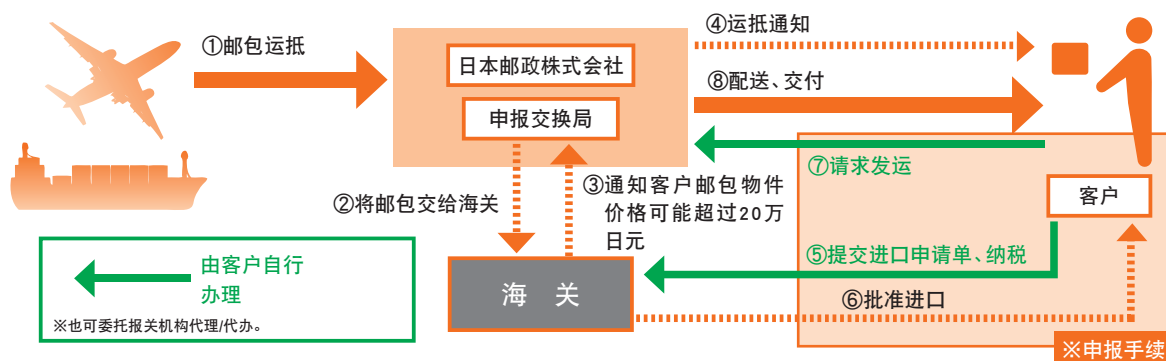 ①邮包运抵
日本邮政株式会社
申报交换局
②将邮包交给海关
③通知客户邮包物件
价格可能超过20万
日元
④运抵通知
⑧配送、交付
⑦请求发运
客户
⑤提交进口申请单、纳税
⑥批准进口
海 关
由客户自行
办理
※也可委托报关机构代理/代办。
※申报手续